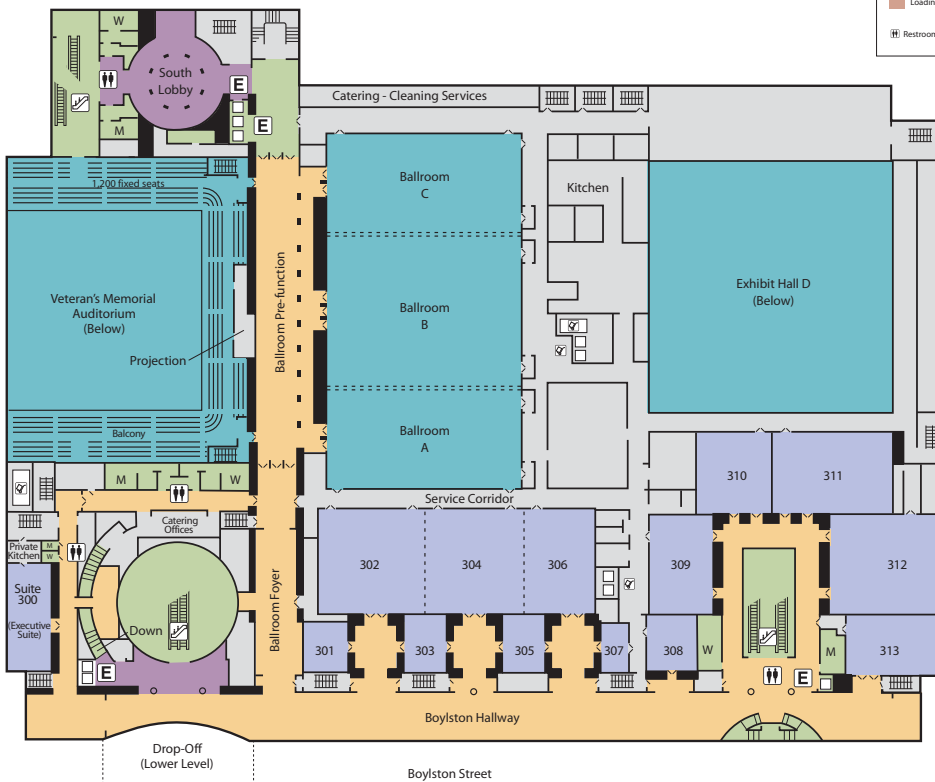 Loading
Restroom
W
South
Lobby
E
M
E
Catering - Cleaning Services
1,200 fixed seats
Ballroom
C
Kitchen
Veteran's Memorial
Auditorium
(Below)
Projection
Ballroom Pre-function
Ballroom
B
Exhibit Hall D
(Below)
Balcony
Ballroom
A
M
W
Service Corridor
310
311
Catering
Offices
Private
Kitchen
M
W
Suite
300
(Executive
Suite)
Down
E
Ballroom Foyer
302
304
306
309
312
301
303
305
307
308
W
M
313
E
Boylston Hallway
Drop-Off
(Lower Level)
Boylston Street